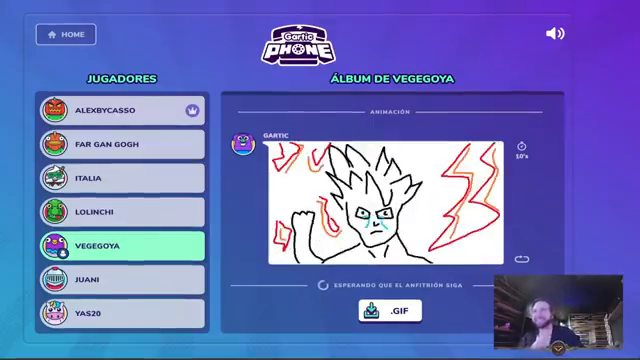 HOME
Gartic
PHONE
JUGADORES
ÁLBUM DE VEGEGOYA
ALEXBYCASSO
FAR GAN GOGH
ITALIA
LOLINCHI
VEGEGOYA
JUANI
YAS20
ANIMACIÓN
GARTIC
10's
ESPERANDO QUE EL ANFITRIÓN SIGA
.GIF